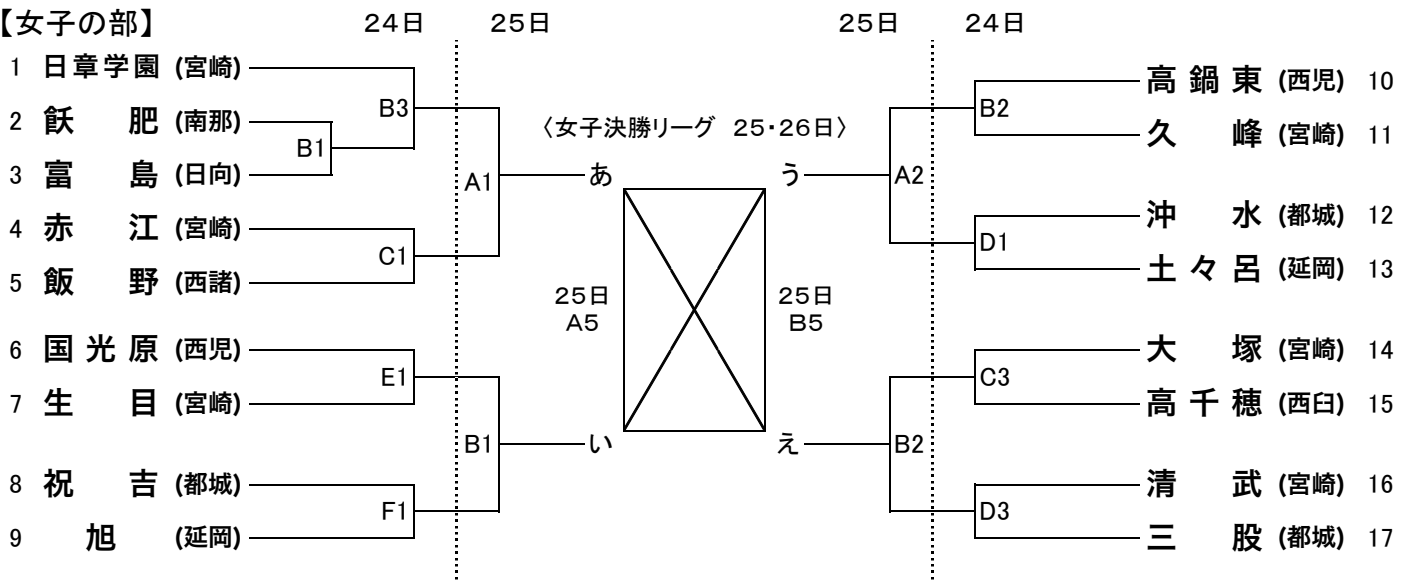 【女子の部】 24日 25日 25日 24日
1 日章学園 (宮崎)
2 飫肥 (南那)
3 富島 (日向)
4 赤江 (宮崎)
5 飯野 (西諸)
6 国光原 (西児)
7 生目 (宮崎)
8 祝吉 (都城)
9 旭 (延岡)
B3
B1
C1
E1
F1
A1
B1
〈女子決勝リーグ 25・26日〉
あ う
25日 A5
25日 B5
い え
A2
B2
B2
D1
C3
D3
高鍋東 (西児) 10
久峰 (宮崎) 11
沖水 (都城) 12
土々呂 (延岡) 13
大塚 (宮崎) 14
高千穂 (西臼) 15
清武 (宮崎) 16
三股 (都城) 17